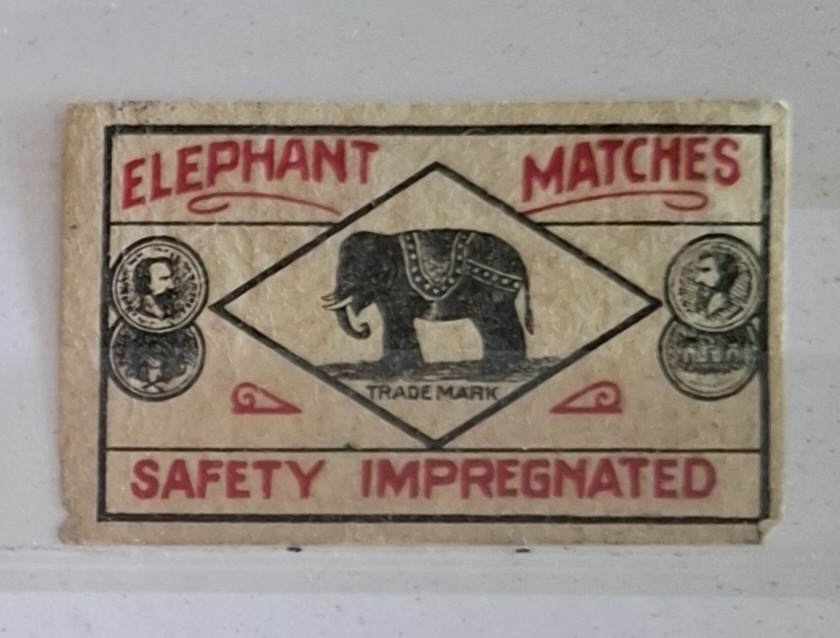 ELEPHANT MATCHES
TRADE MARK
SAFETY IMPREGNATED